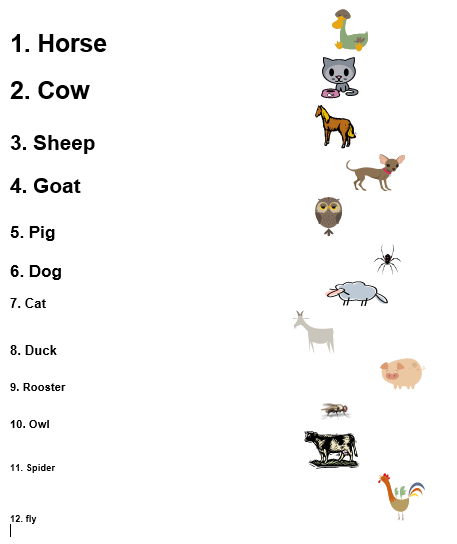 1. Horse
2. Cow
3. Sheep
4. Goat
5. Pig
6. Dog
7. Cat
8. Duck
9. Rooster
10. Owl
11. Spider
12. fly